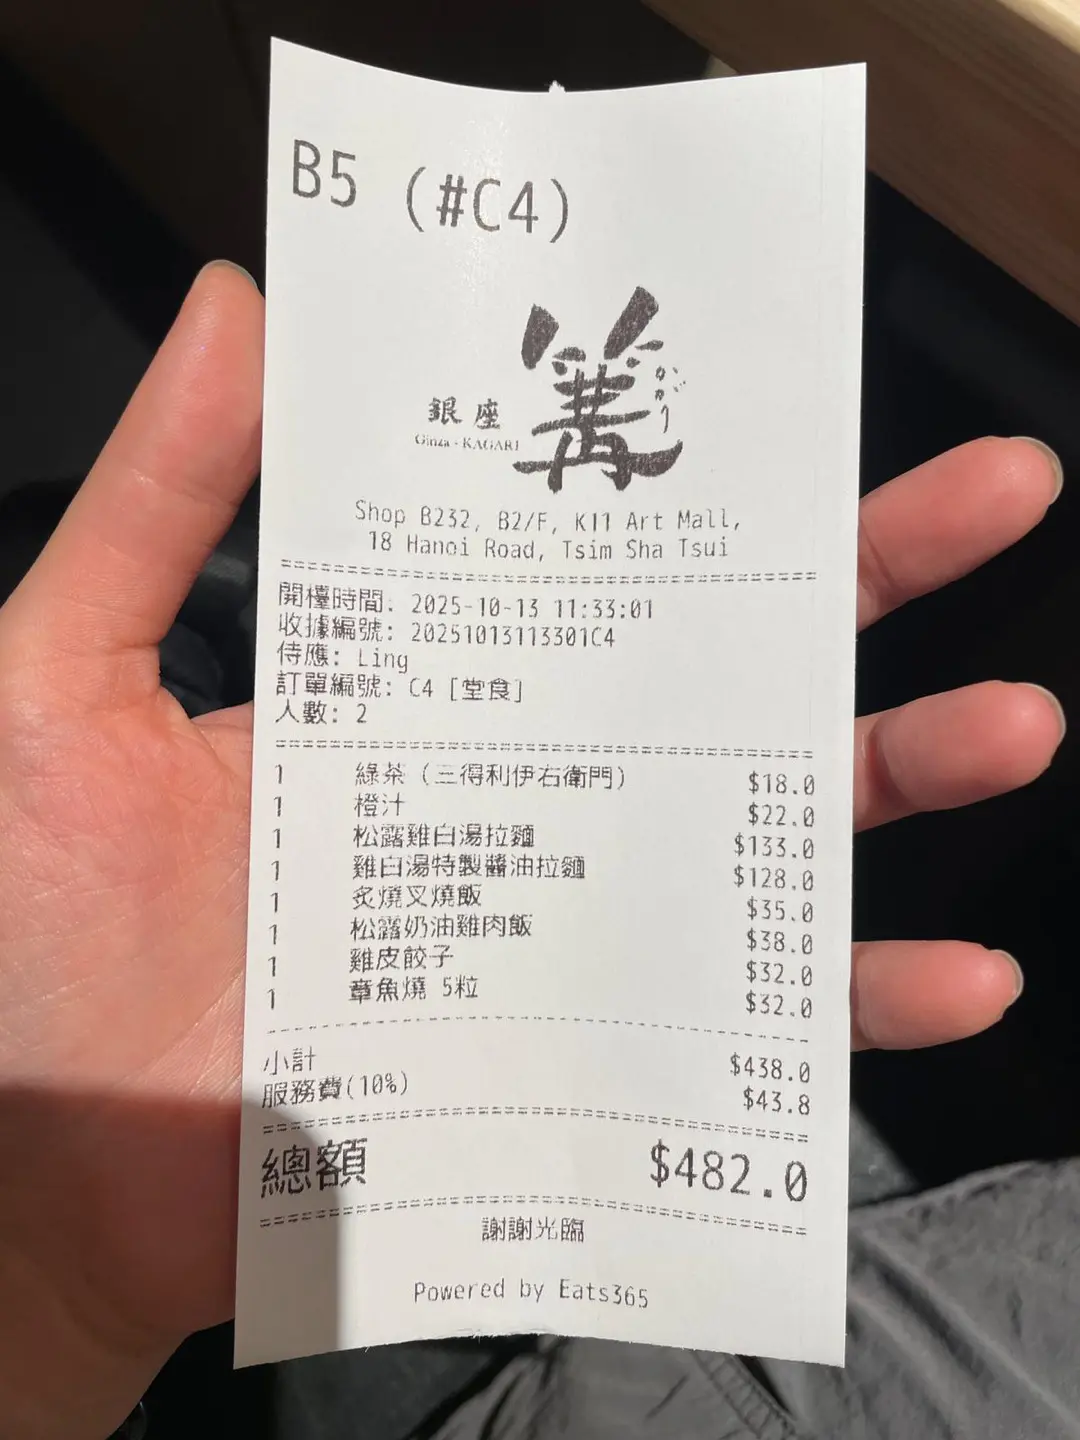 B5 (#C4)
銀座
Ginza - KAGARI
篝
かがり
Shop B232, B2/F, K11 Art Mall,
18 Hanoi Road, Tsim Sha Tsui
開檯時間: 2025-10-13 11:33:01
收據編號: 20251013113301C4
侍應: Ling
訂單編號: C4 [堂食]
人數: 2
1 綠茶 (三得利伊右衛門) $18.0
1 橙汁 $22.0
1 松露雞白湯拉麵 $133.0
1 雞白湯特製醬油拉麵 $128.0
1 炙燒叉燒飯 $35.0
1 松露奶油雞肉飯 $38.0
1 雞皮餃子 $32.0
1 章魚燒 5粒 $32.0
小計 $438.0
服務費(10%) $43.8
總額 $482.0
謝謝光臨
Powered by Eats365